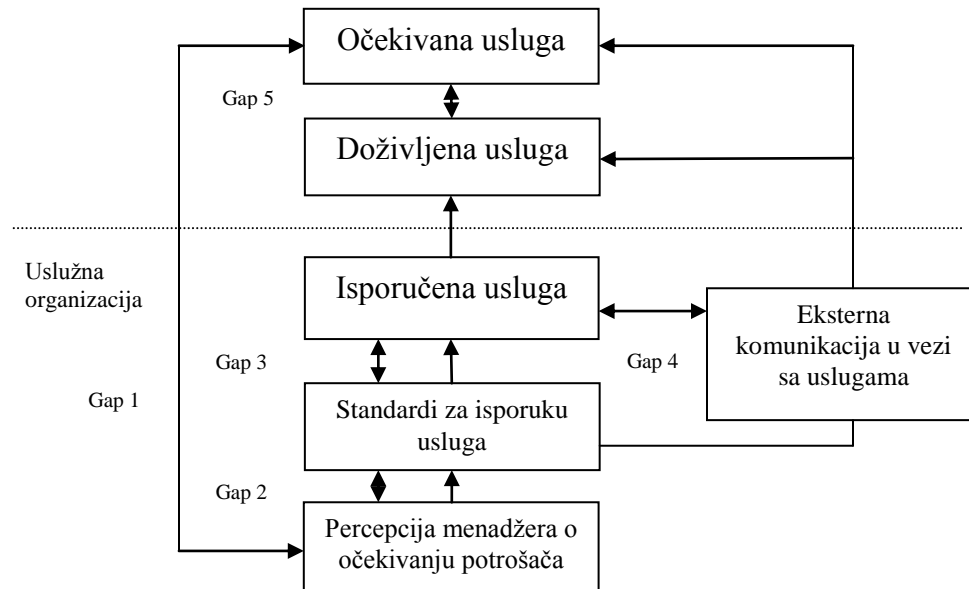 Očekivana usluga
Gap 5
Doživljena usluga
Uslužna
organizacija
Isporučena usluga
Eksterna
komunikacija u vezi
sa uslugama
Gap 3
Gap 4
Gap 1
Standardi za isporuku
usluga
Gap 2
Percepcija menadžera o
očekivanju potrošača